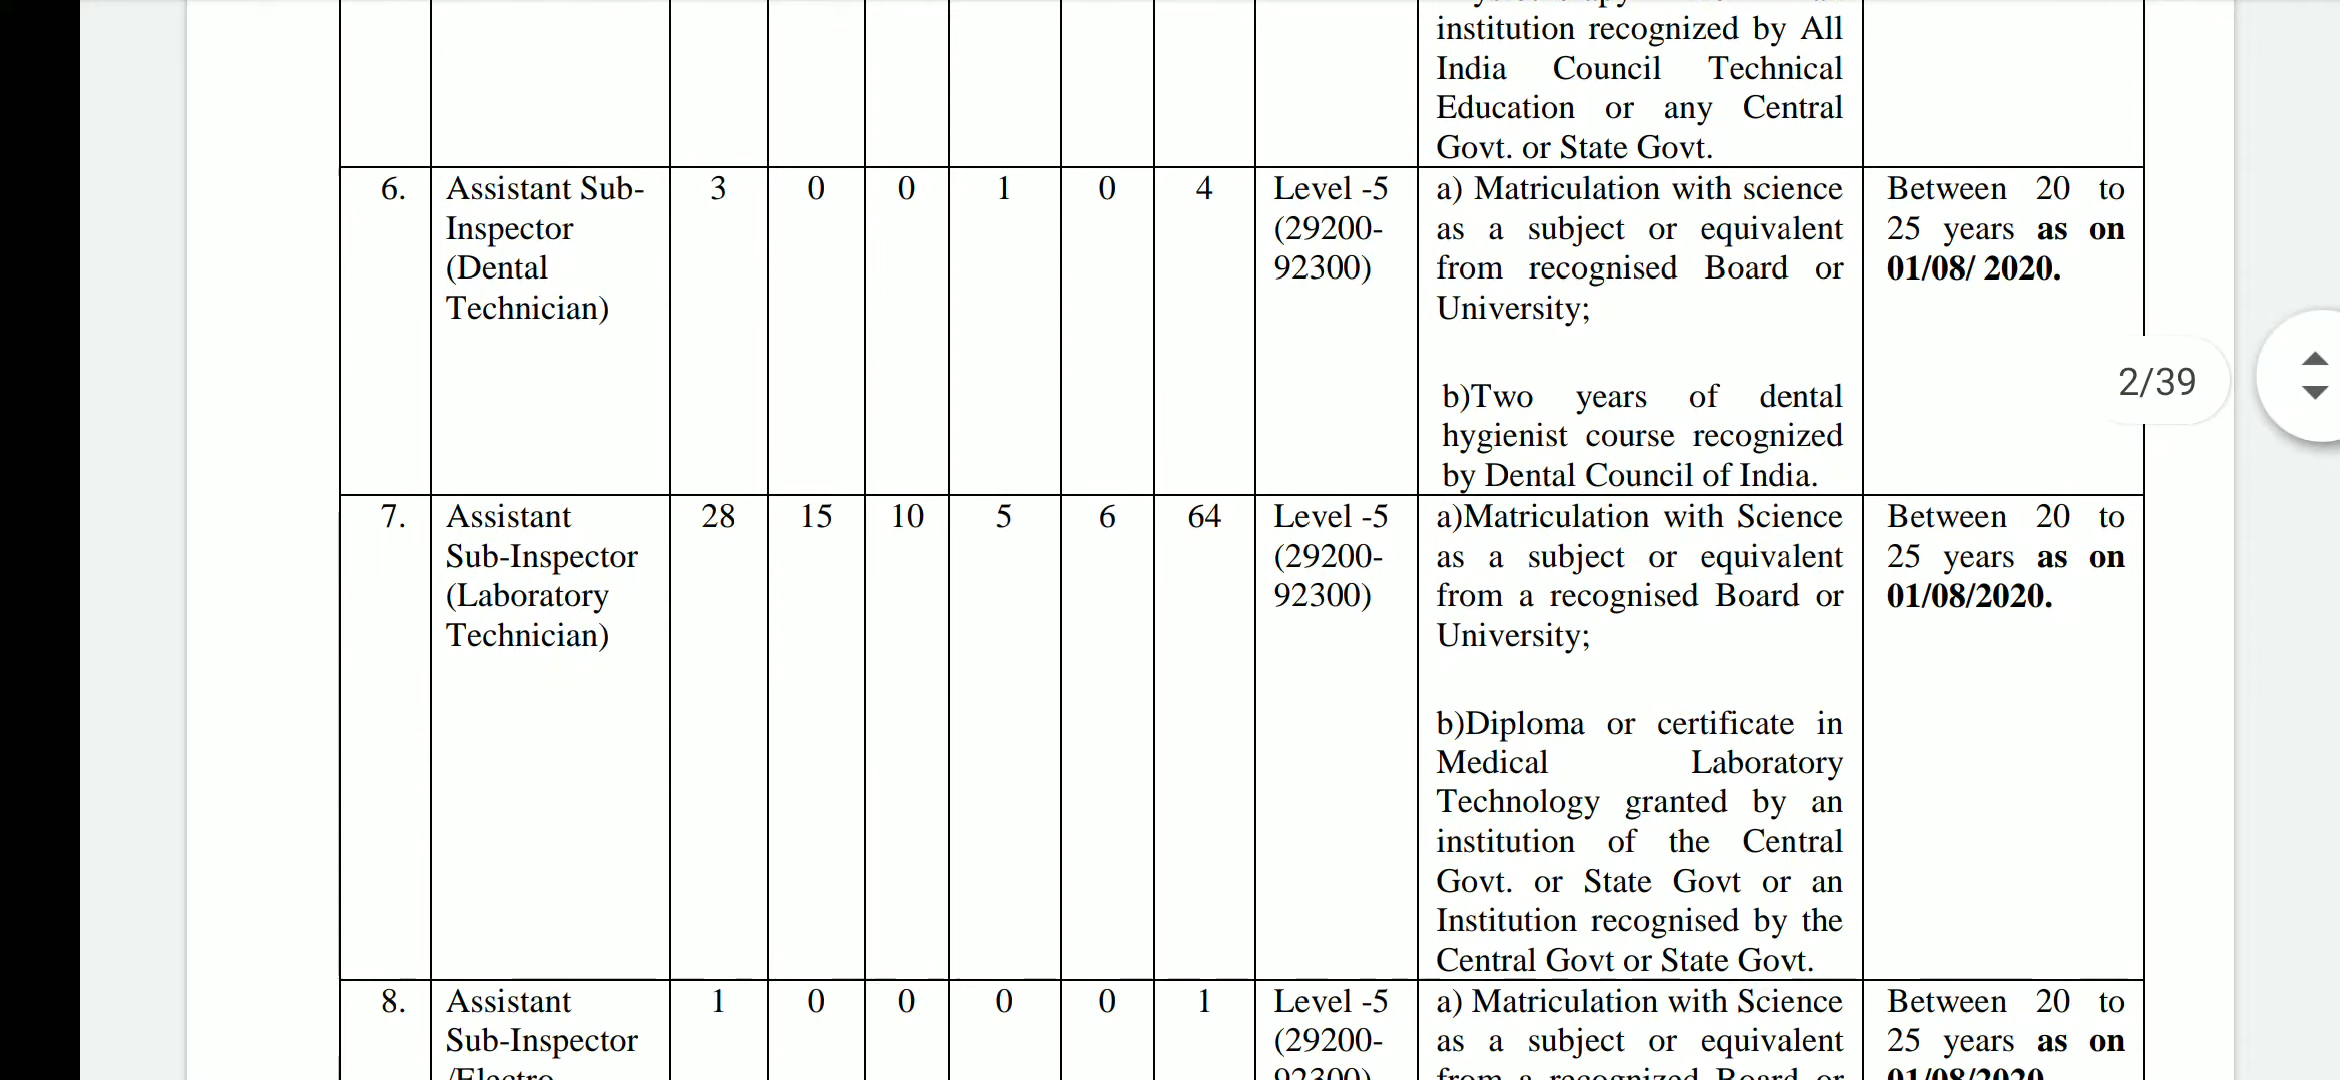 institution recognized by All
India Council Technical
Education or any Central
Govt. or State Govt.
6. Assistant Sub- 3 0 0 1 0 4 Level -5 a) Matriculation with science Between 20 to
Inspector (29200- as a subject or equivalent 25 years as on
(Dental 92300) from recognised Board or 01/08/ 2020.
Technician) University;
2/39
b)Two years of dental
hygienist course recognized
by Dental Council of India.
7. Assistant 28 15 10 5 6 64 Level -5 a)Matriculation with Science Between 20 to
Sub-Inspector (29200- as a subject or equivalent 25 years as on
(Laboratory 92300) from a recognised Board or 01/08/2020.
Technician) University;
b)Diploma or certificate in
Medical Laboratory
Technology granted by an
institution of the Central
Govt. or State Govt or an
Institution recognised by the
Central Govt or State Govt.
8. Assistant 1 0 0 0 0 1 Level -5 a) Matriculation with Science Between 20 to
Sub-Inspector (29200- as a subject or equivalent 25 years as on
92300) from a recognized Board or 01/08/2020